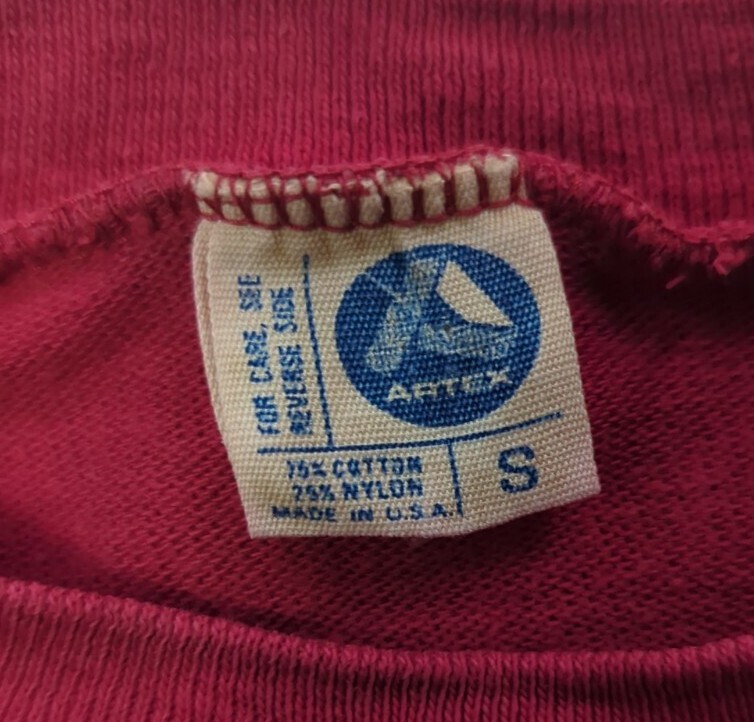 FOR CARE, SEE
REVERSE SIDE
ARTEX
75% COTTON
25% NYLON
MADE IN U.S.A.
S